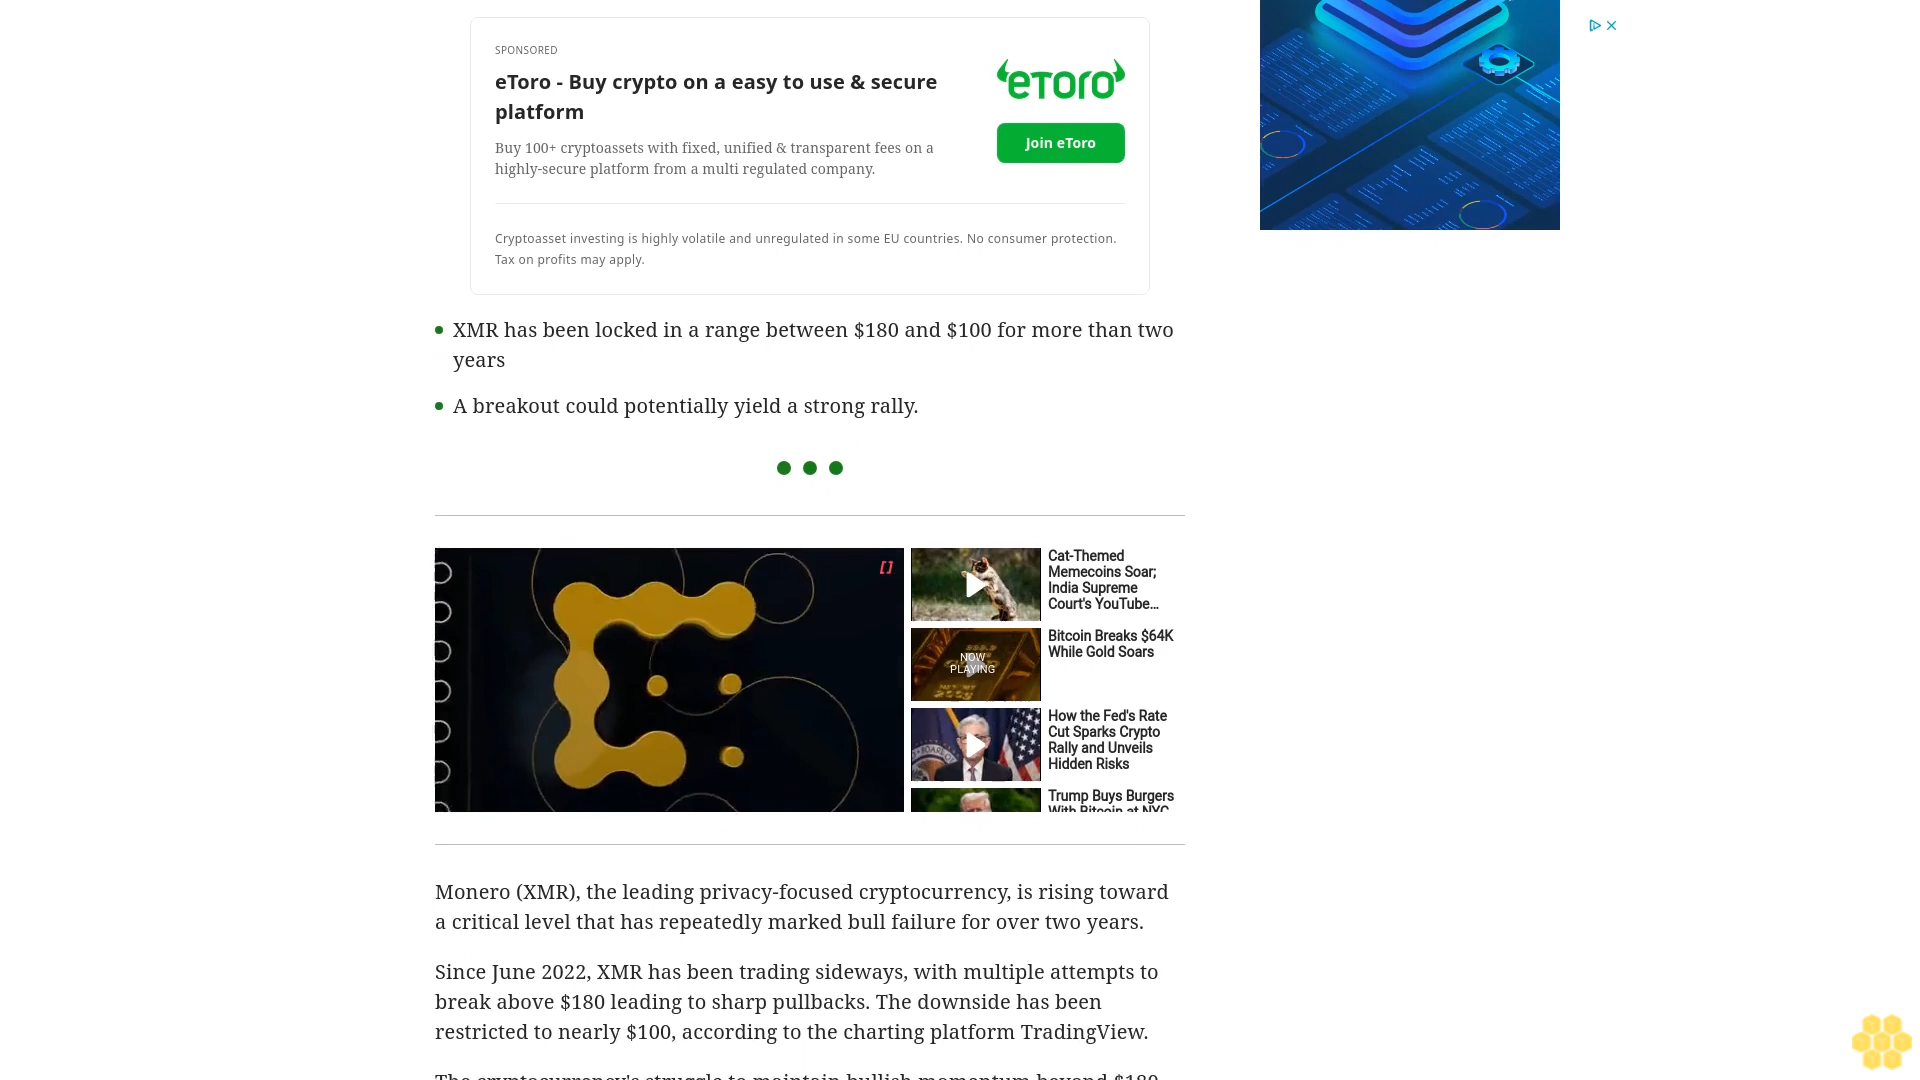 SPONSORED
eToro - Buy crypto on a easy to use & secure
platform
Buy 100+ cryptoassets with fixed, unified & transparent fees on a
highly-secure platform from a multi regulated company.
eToro
Join eToro
Cryptoasset investing is highly volatile and unregulated in some EU countries. No consumer protection.
Tax on profits may apply.
XMR has been locked in a range between $180 and $100 for more than two
years
A breakout could potentially yield a strong rally.
Cat-Themed
Memecoins Soar;
India Supreme
Court's YouTube...
NOW
PLAYING
Bitcoin Breaks $64K
While Gold Soars
How the Fed's Rate
Cut Sparks Crypto
Rally and Unveils
Hidden Risks
Trump Buys Burgers
With Bitcoin at NYC
Monero (XMR), the leading privacy-focused cryptocurrency, is rising toward
a critical level that has repeatedly marked bull failure for over two years.
Since June 2022, XMR has been trading sideways, with multiple attempts to
break above $180 leading to sharp pullbacks. The downside has been
restricted to nearly $100, according to the charting platform TradingView.
The cryptocurrency's struggle to maintain bullish momentum beyond $180